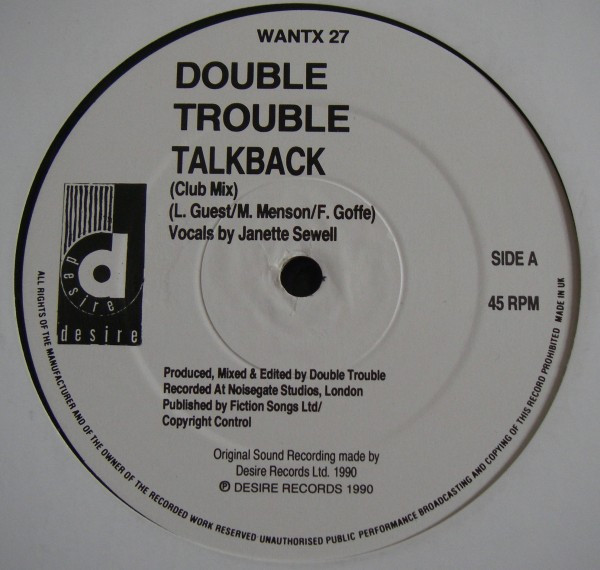 WANTX 27
DOUBLE
TROUBLE
TALKBACK
(Club Mix)
(L. Guest/M. Menson/F. Goffe)
Vocals by Janette Sewell
d
desire
desire
SIDE A
45 RPM
Produced, Mixed & Edited by Double Trouble
Recorded At Noisegate Studios, London
Published by Fiction Songs Ltd/
Copyright Control
Original Sound Recording made by
Desire Records Ltd. 1990
℗ DESIRE RECORDS 1990
ALL RIGHTS OF THE MANUFACTURER AND OF THE OWNER OF THE RECORDED WORK RESERVED UNAUTHORISED PUBLIC PERFORMANCE BROADCASTING AND COPYING OF THIS RECORD PROHIBITED MADE IN UK